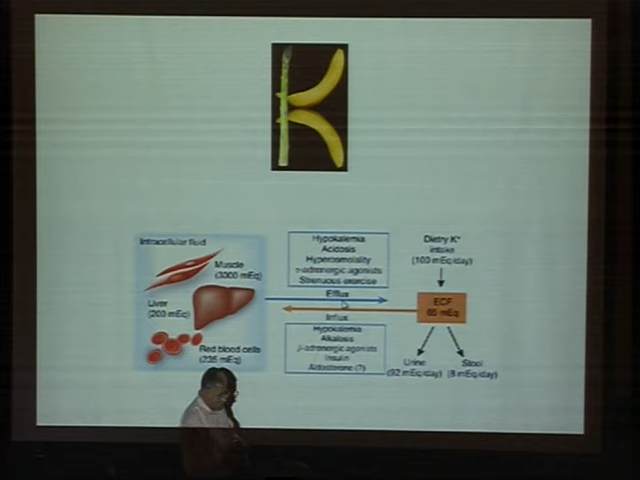 Intracellular fluid
Muscle
(3000 mEq)
Liver
(200 mEq)
Red blood cells
(235 mEq)
Hypokalemia
Acidosis
Hyperosmolality
α-adrenergic agonists
Strenuous exercise
Efflux
Influx
Hypokalemia
Alkalosis
β-adrenergic agonists
Insulin
Aldosterone (?)
Dietry K+
intake
(100 mEq/day)
ECF
65 mEq
Urine
(92 mEq/day)
Stool
(8 mEq/day)